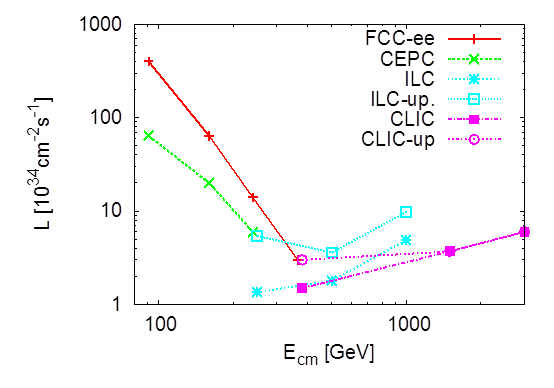 1000
100
10
1
L [10³⁴cm⁻²s⁻¹]
FCC-ee
CEPC
ILC
ILC-up.
CLIC
CLIC-up
100
1000
E_cm [GeV]